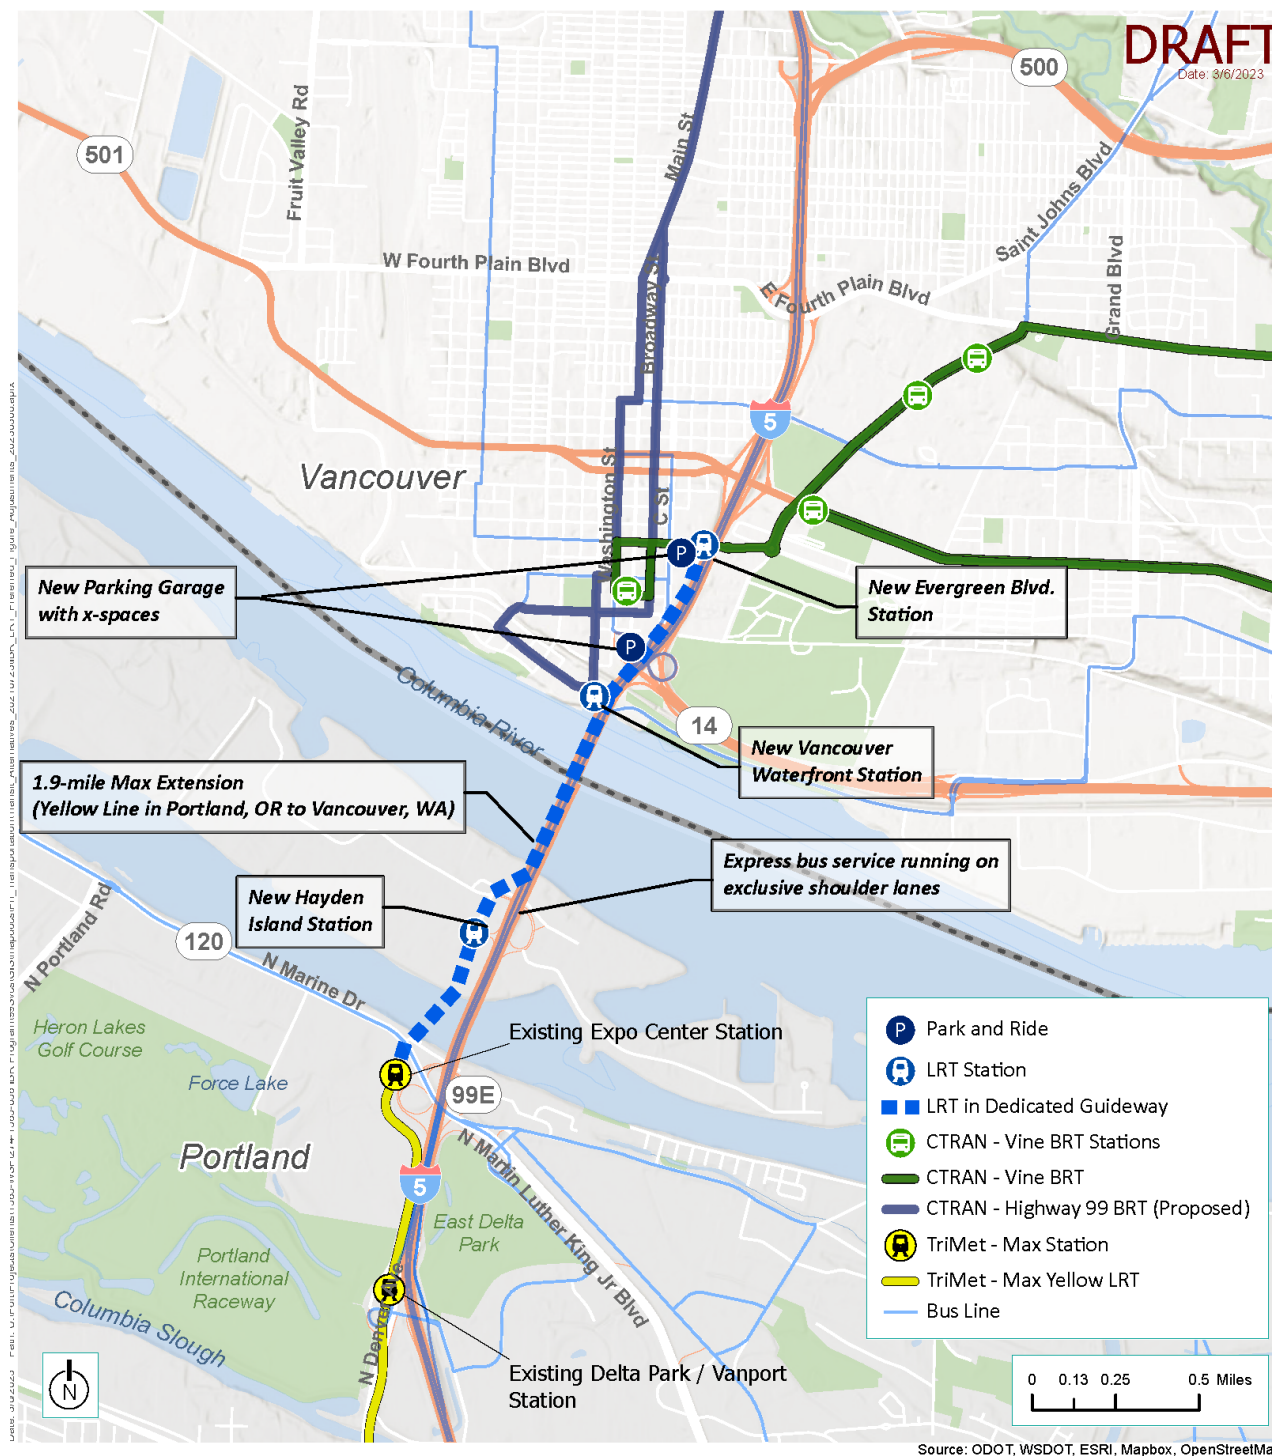 DRAFT
Date: 3/6/2023
500
501
Fruit Valley Rd
Main St
Saint Johns Blvd
W Fourth Plain Blvd
E Fourth Plain Blvd
Grand Blvd
Broadway St
5
Vancouver
Washington St
C St
P
New Parking Garage
with x-spaces
New Evergreen Blvd.
Station
P
Columbia River
14
New Vancouver
Waterfront Station
1.9-mile Max Extension
(Yellow Line in Portland, OR to Vancouver, WA)
Express bus service running on
exclusive shoulder lanes
New Hayden
Island Station
N Portland Rd
120
N Marine Dr
Heron Lakes
Golf Course
Force Lake
Existing Expo Center Station
99E
Portland
N Martin Luther King Jr Blvd
5
East Delta
Park
Portland
International
Raceway
Columbia Slough
N Denver Ave
Existing Delta Park / Vanport
Station
N
P Park and Ride
LRT Station
LRT in Dedicated Guideway
CTRAN - Vine BRT Stations
CTRAN - Vine BRT
CTRAN - Highway 99 BRT (Proposed)
TriMet - Max Station
TriMet - Max Yellow LRT
Bus Line
0 0.13 0.25 0.5 Miles
Source: ODOT, WSDOT, ESRI, Mapbox, OpenStreetMa